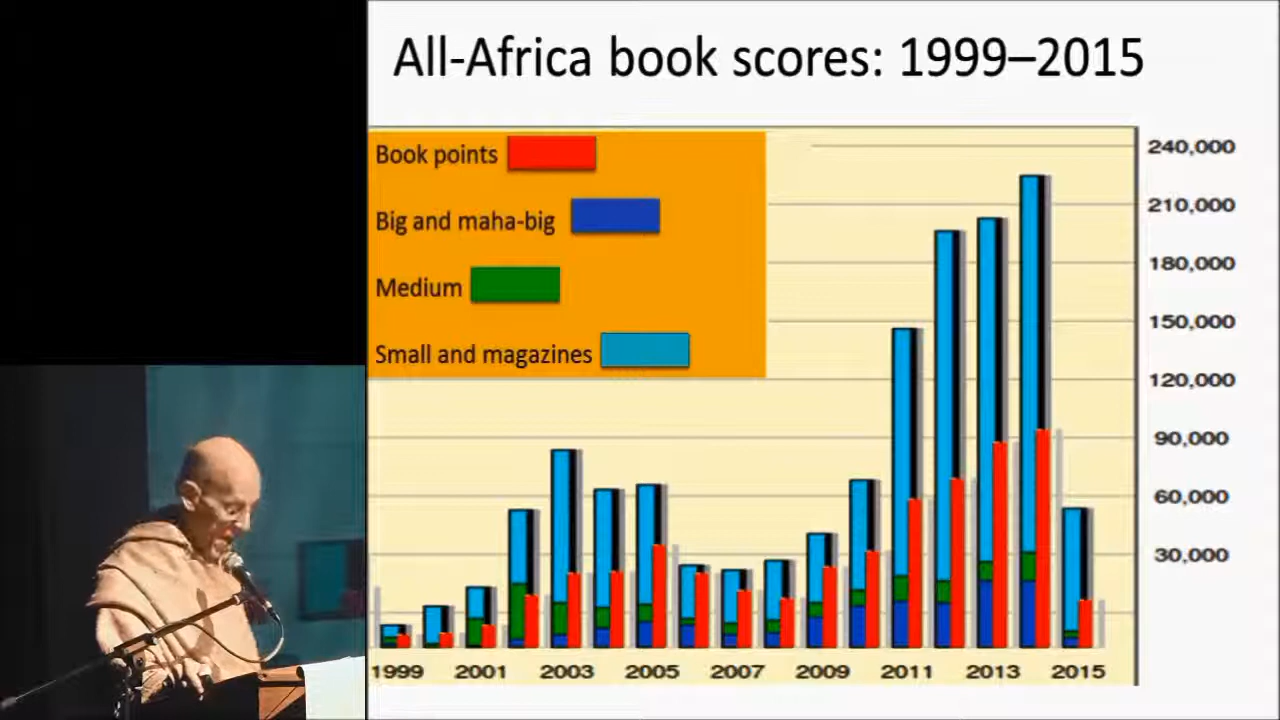 All-Africa book scores: 1999–2015
Book points
Big and maha-big
Medium
Small and magazines
240,000
210,000
180,000
150,000
120,000
90,000
60,000
30,000
1999 2001 2003 2005 2007 2009 2011 2013 2015